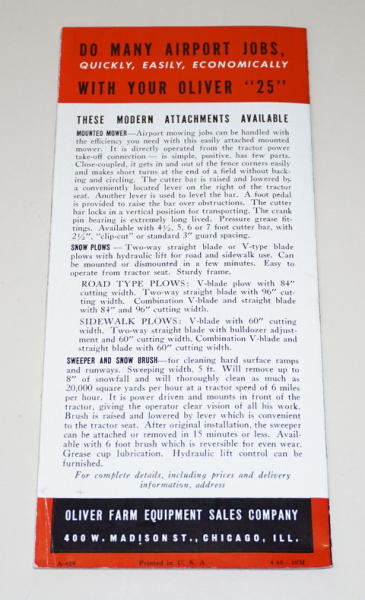 DO MANY AIRPORT JOBS,
QUICKLY, EASILY, ECONOMICALLY
WITH YOUR OLIVER "25"
THESE MODERN ATTACHMENTS AVAILABLE
MOUNTED MOWER—Airport mowing jobs can be handled with
the efficiency you need with this easily attached mounted
mower. It is directly operated from the tractor power
take-off connection — is simple, positive, has few parts.
Close-coupled, it gets in and out of the fence corners easily
and makes short turns at the end of a field without back-
ing and circling. The cutter bar is raised and lowered by
a conveniently located lever on the right of the tractor
seat. Another lever is used to level the bar. A foot pedal
is provided to raise the bar over obstructions. The cutter
bar locks in a vertical position for transporting. The crank
pin bearing is extremely long lived. Pressure grease fit-
tings. Available with 4½, 5, 6 or 7 foot cutter bar, with
2½", "clip-cut" or standard 3" guard spacing.
SNOW PLOWS — Two-way straight blade or V-type blade
plows with hydraulic lift for road and sidewalk use. Can
be mounted or dismounted in a few minutes. Easy to
operate from tractor seat. Sturdy frame.
ROAD TYPE PLOWS: V-blade plow with 84"
cutting width. Two-way straight blade with 96" cut-
ting width. Combination V-blade and straight blade
with 84" and 96" cutting width.
SIDEWALK PLOWS: V-blade with 60" cutting
width. Two-way straight blade with bulldozer adjust-
ment and 60" cutting width. Combination V-blade and
straight blade with 60" cutting width.
SWEEPER AND SNOW BRUSH—for cleaning hard surface ramps
and runways. Sweeping width, 5 ft. Will remove up to
8" of snowfall and will thoroughly clean as much as
20,000 square yards per hour at a tractor speed of 6 miles
per hour. It is power driven and mounts in front of the
tractor, giving the operator clear vision of all his work.
Brush is raised and lowered by lever which is convenient
to the tractor seat. After original installation, the sweeper
can be attached or removed in 15 minutes or less. Avail-
able with 6 foot brush which is reversible for even wear.
Grease cup lubrication. Hydraulic lift control can be
furnished.
For complete details, including prices and delivery
information, address
OLIVER FARM EQUIPMENT SALES COMPANY
400 W. MADISON ST., CHICAGO, ILL.
Printed in U. S. A.